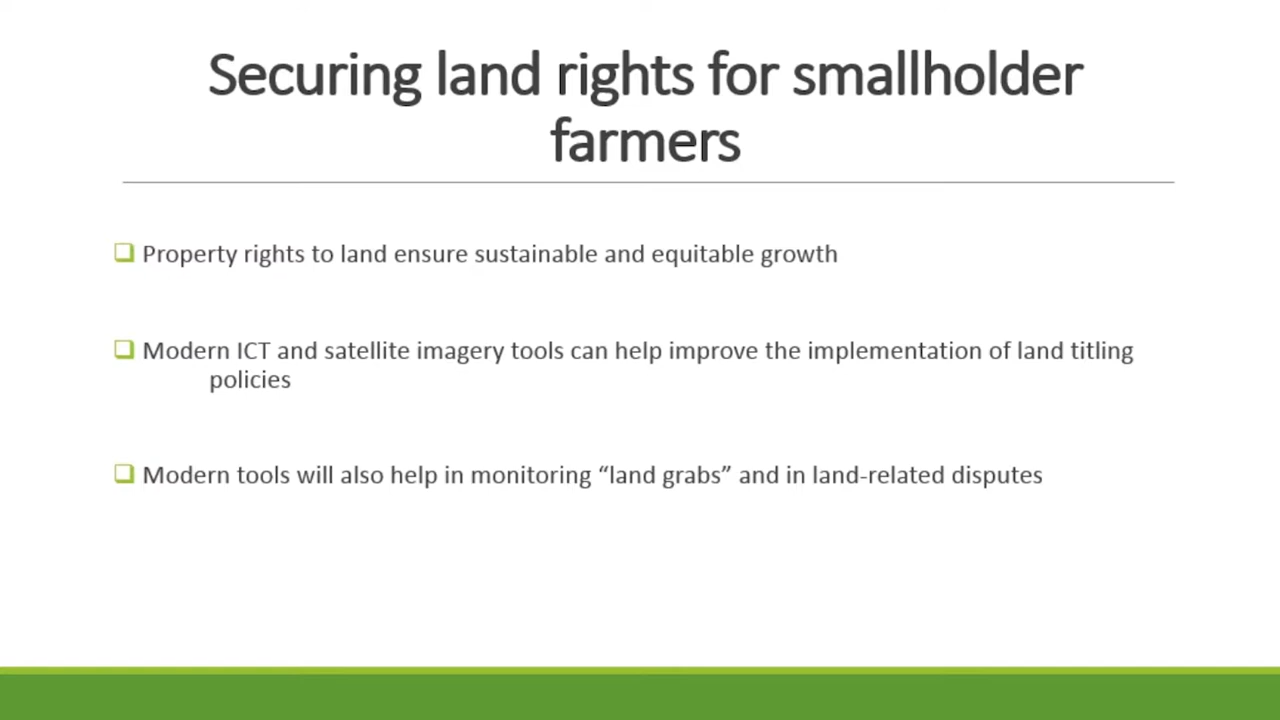 Securing land rights for smallholder
farmers
Property rights to land ensure sustainable and equitable growth
Modern ICT and satellite imagery tools can help improve the implementation of land titling
policies
Modern tools will also help in monitoring “land grabs” and in land-related disputes